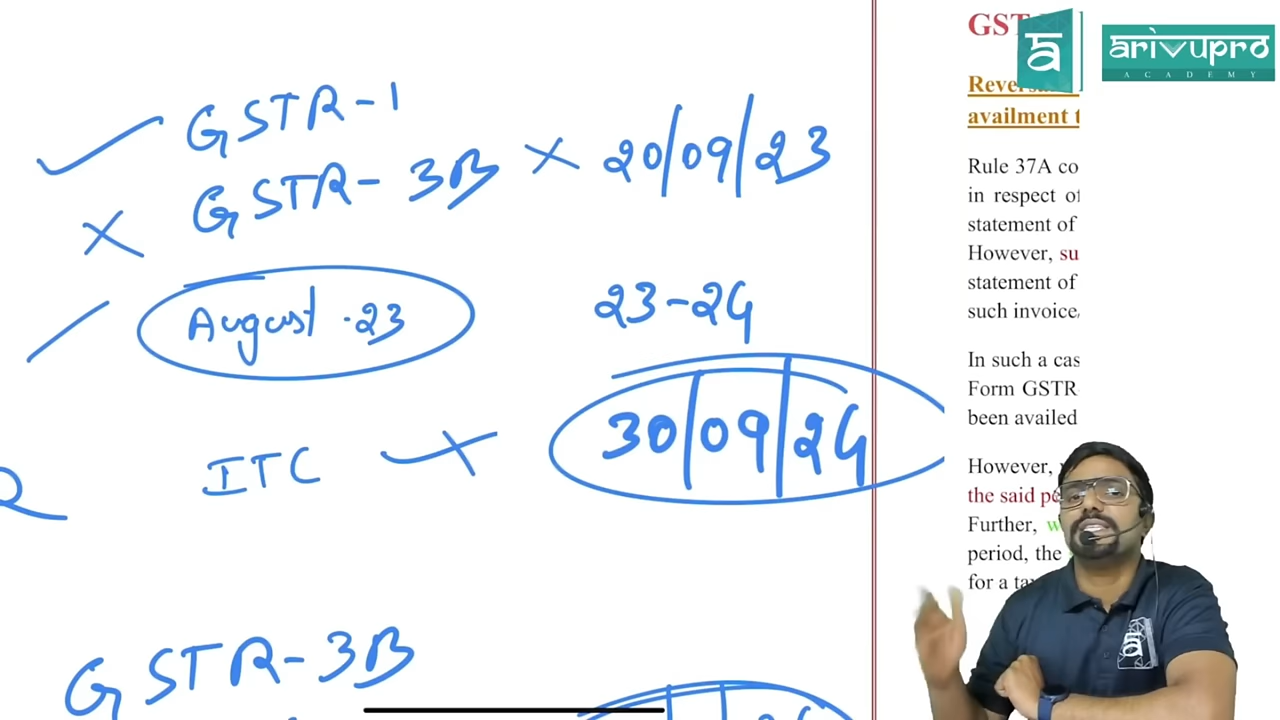 GSTR-1
GSTR-3B × 20/09/23
August .23
23-24
ITC
30/09/24
GSTR-3B
GST
arivupro
ACADEMY
availment t
Rule 37A co
in respect of
statement of
However, su
statement of
such invoice
In such a cas
Form GSTR
been availed
However,
the said pe
Further, w
period, the
for a ta